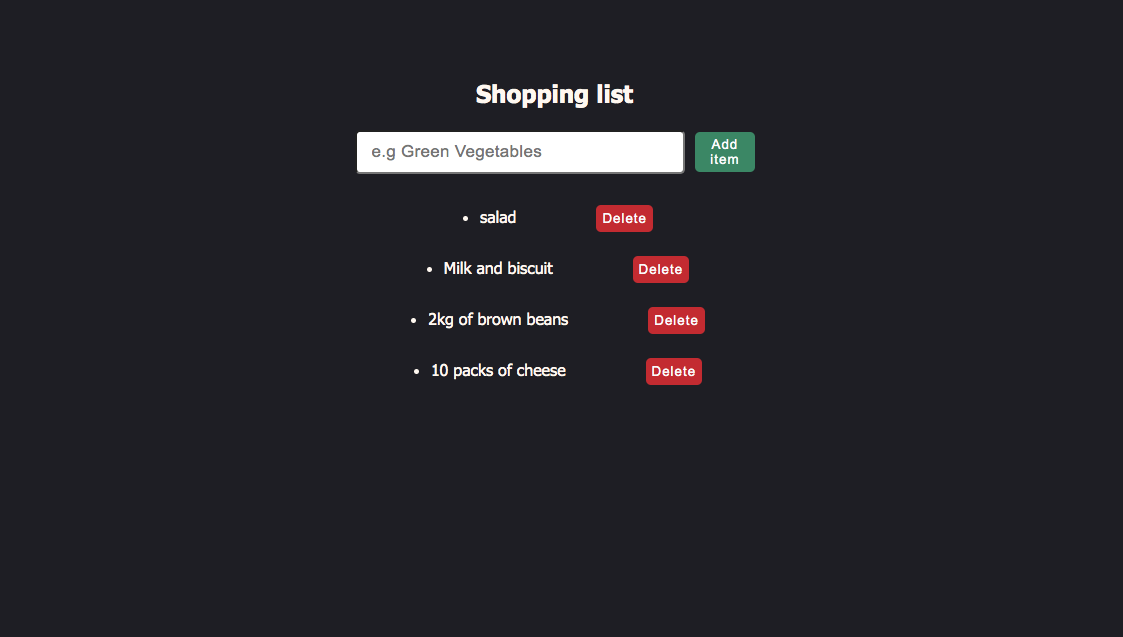 Shopping list
e.g Green Vegetables
Add
item
• salad Delete
• Milk and biscuit Delete
• 2kg of brown beans Delete
• 10 packs of cheese Delete